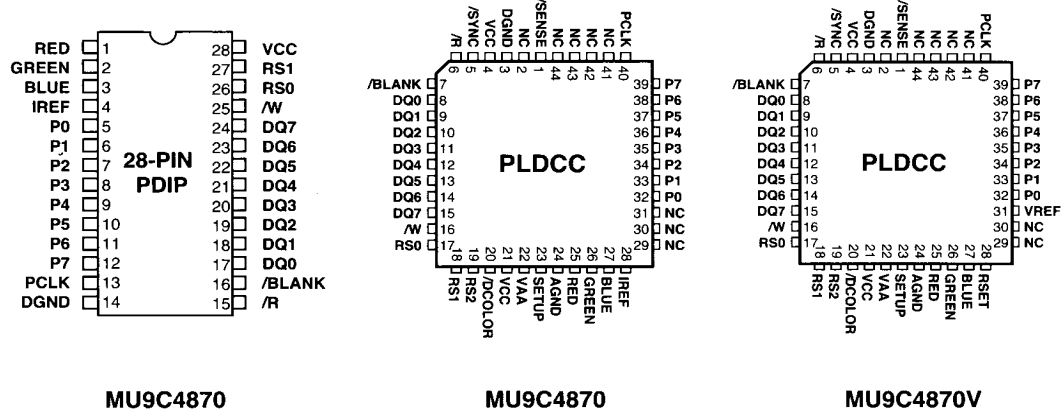 RED 1 28 VCC
GREEN 2 27 RS1
BLUE 3 26 RS0
IREF 4 25 /W
P0 5 24 DQ7
P1 6 23 DQ6
P2 7 22 DQ5
P3 8 21 DQ4
P4 9 20 DQ3
P5 10 19 DQ2
P6 11 18 DQ1
P7 12 17 DQ0
PCLK 13 16 /BLANK
DGND 14 15 /R
28-PIN
PDIP
MU9C4870
/R /SYNC VCC DGND NC /SENSE NC NC NC NC PCLK
6 5 4 3 2 1 44 43 42 41 40
/BLANK 7 39 P7
DQ0 8 38 P6
DQ1 9 37 P5
DQ2 10 36 P4
DQ3 11 35 P3
DQ4 12 34 P2
DQ5 13 33 P1
DQ6 14 32 P0
DQ7 15 31 NC
/W 16 30 NC
RS0 17 29 NC
PLDCC
18 19 20 21 22 23 24 25 26 27 28
RS1 RS2 /DCOLOR VCC VAA SETUP AGND RED GREEN BLUE IREF
MU9C4870
/R /SYNC VCC DGND NC /SENSE NC NC NC NC PCLK
6 5 4 3 2 1 44 43 42 41 40
/BLANK 7 39 P7
DQ0 8 38 P6
DQ1 9 37 P5
DQ2 10 36 P4
DQ3 11 35 P3
DQ4 12 34 P2
DQ5 13 33 P1
DQ6 14 32 P0
DQ7 15 31 VREF
/W 16 30 NC
RS0 17 29 NC
PLDCC
18 19 20 21 22 23 24 25 26 27 28
RS1 RS2 /DCOLOR VCC VAA SETUP AGND RED GREEN BLUE RSET
MU9C4870V